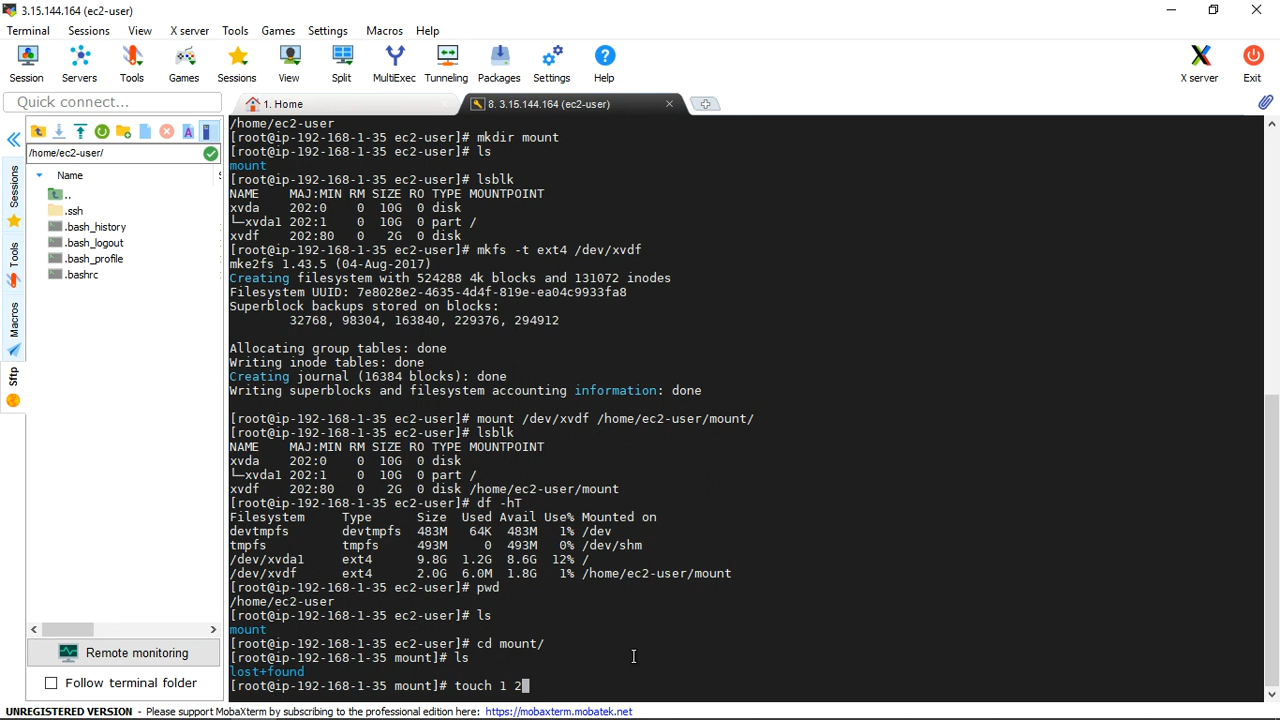 3.15.144.164 (ec2-user)
Terminal Sessions View X server Tools Games Settings Macros Help
Session Servers Tools Games Sessions View Split MultiExec Tunneling Packages Settings Help X server Exit
Quick connect...
1. Home
8. 3.15.144.164 (ec2-user)
/home/ec2-user/
Name
..
.ssh
.bash_history
.bash_logout
.bash_profile
.bashrc
Sessions
Tools
Macros
Sftp
Remote monitoring
Follow terminal folder
/home/ec2-user
[root@ip-192-168-1-35 ec2-user]# mkdir mount
[root@ip-192-168-1-35 ec2-user]# ls
mount
[root@ip-192-168-1-35 ec2-user]# lsblk
NAME    MAJ:MIN RM SIZE RO TYPE MOUNTPOINT
xvda    202:0    0  10G  0 disk
└─xvda1 202:1    0  10G  0 part /
xvdf    202:80   0   2G  0 disk
[root@ip-192-168-1-35 ec2-user]# mkfs -t ext4 /dev/xvdf
mke2fs 1.43.5 (04-Aug-2017)
Creating filesystem with 524288 4k blocks and 131072 inodes
Filesystem UUID: 7e8028e2-4635-4d4f-819e-ea04c9933fa8
Superblock backups stored on blocks:
        32768, 98304, 163840, 229376, 294912
Allocating group tables: done
Writing inode tables: done
Creating journal (16384 blocks): done
Writing superblocks and filesystem accounting information: done
[root@ip-192-168-1-35 ec2-user]# mount /dev/xvdf /home/ec2-user/mount/
[root@ip-192-168-1-35 ec2-user]# lsblk
NAME    MAJ:MIN RM SIZE RO TYPE MOUNTPOINT
xvda    202:0    0  10G  0 disk
└─xvda1 202:1    0  10G  0 part /
xvdf    202:80   0   2G  0 disk /home/ec2-user/mount
[root@ip-192-168-1-35 ec2-user]# df -hT
Filesystem     Type      Size  Used Avail Use% Mounted on
devtmpfs       devtmpfs  483M   64K  483M   1% /dev
tmpfs          tmpfs     493M     0  493M   0% /dev/shm
/dev/xvda1     ext4      9.8G  1.2G  8.6G  12% /
/dev/xvdf      ext4      2.0G  6.0M  1.8G   1% /home/ec2-user/mount
[root@ip-192-168-1-35 ec2-user]# pwd
/home/ec2-user
[root@ip-192-168-1-35 ec2-user]# ls
mount
[root@ip-192-168-1-35 ec2-user]# cd mount/
[root@ip-192-168-1-35 mount]# ls
lost+found
[root@ip-192-168-1-35 mount]# touch 1 2
UNREGISTERED VERSION - Please support MobaXterm by subscribing to the professional edition here: https://mobaxterm.mobatek.net